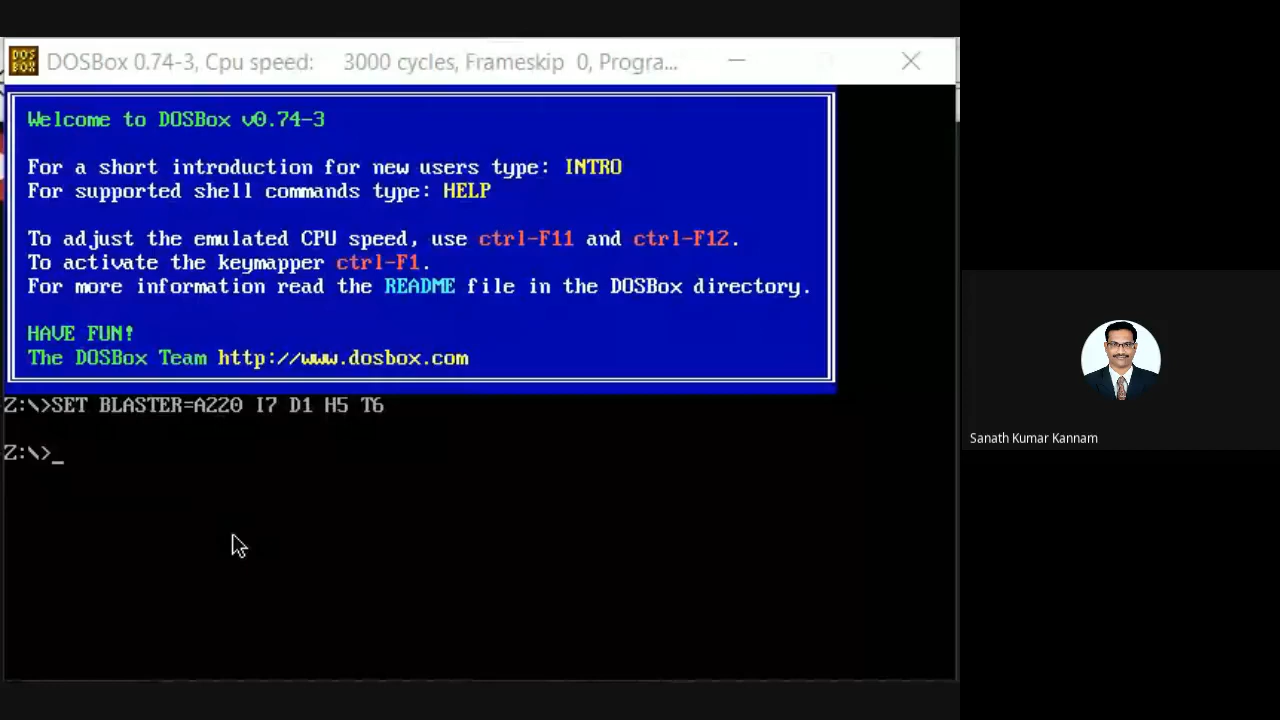 DOSBox 0.74-3, Cpu speed: 3000 cycles, Frameskip 0, Progra...
Welcome to DOSBox v0.74-3
For a short introduction for new users type: INTRO
For supported shell commands type: HELP
To adjust the emulated CPU speed, use ctrl-F11 and ctrl-F12.
To activate the keymapper ctrl-F1.
For more information read the README file in the DOSBox directory.
HAVE FUN!
The DOSBox Team http://www.dosbox.com
Z:\>SET BLASTER=A220 I7 D1 H5 T6
Z:\>_
Sanath Kumar Kannam